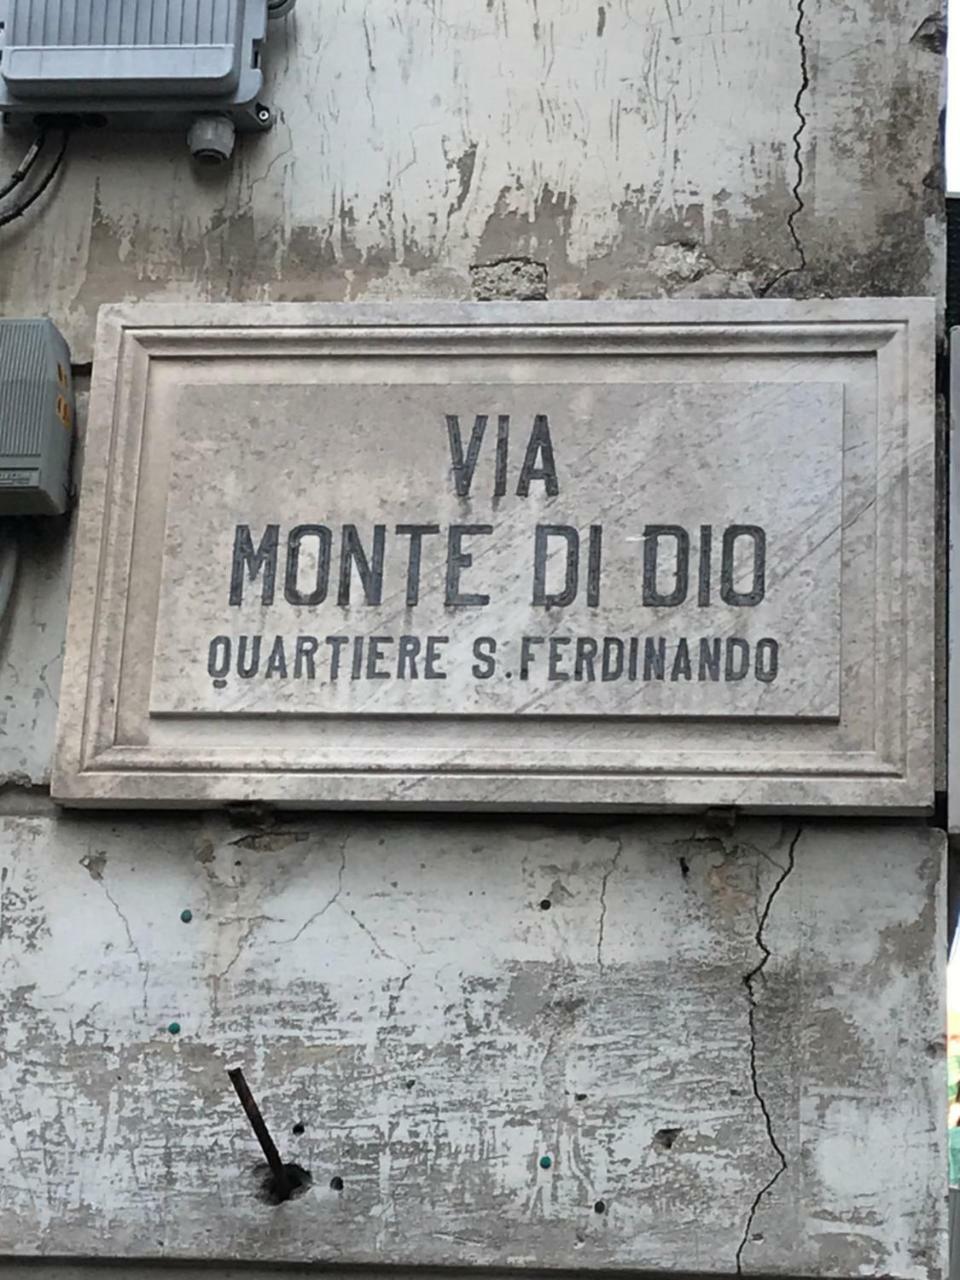 VIA
MONTE DI DIO
QUARTIERE S. FERDINANDO